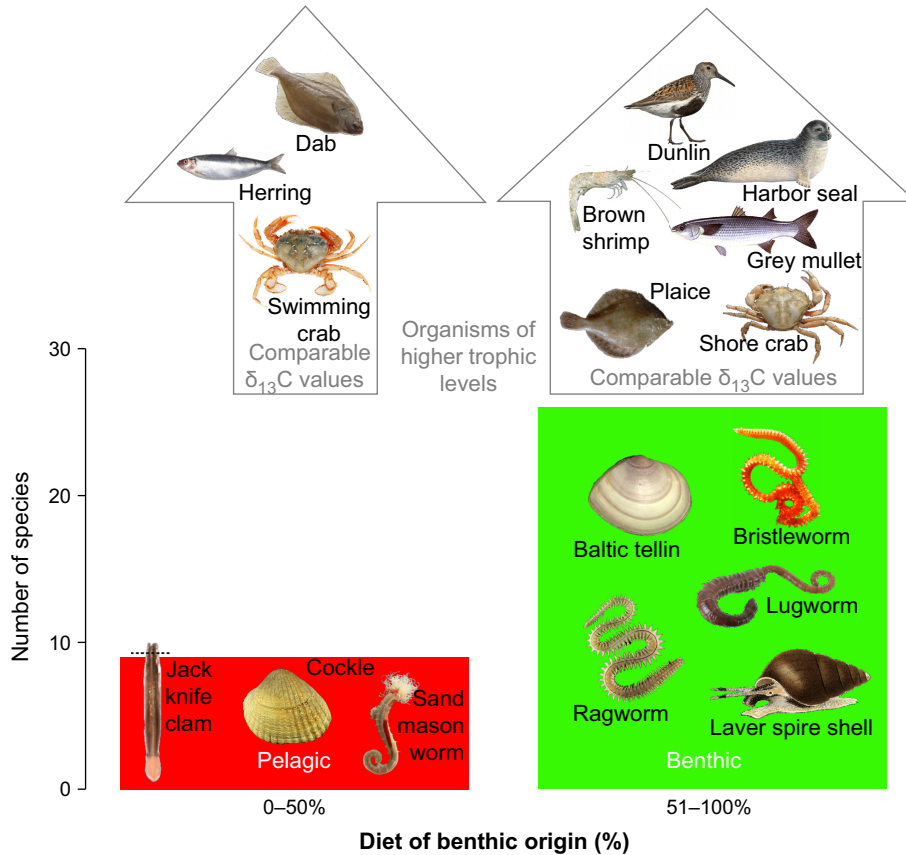 Dab
Herring
Swimming
crab
Comparable
δ13C values
Organisms of
higher trophic
levels
Dunlin
Harbor seal
Brown
shrimp
Grey mullet
Plaice
Shore crab
Comparable δ13C values
Number of species
30
20
10
0
Jack
knife
clam
Cockle
Sand
mason
worm
Pelagic
Baltic tellin
Bristleworm
Lugworm
Ragworm
Laver spire shell
Benthic
0–50%
51–100%
Diet of benthic origin (%)